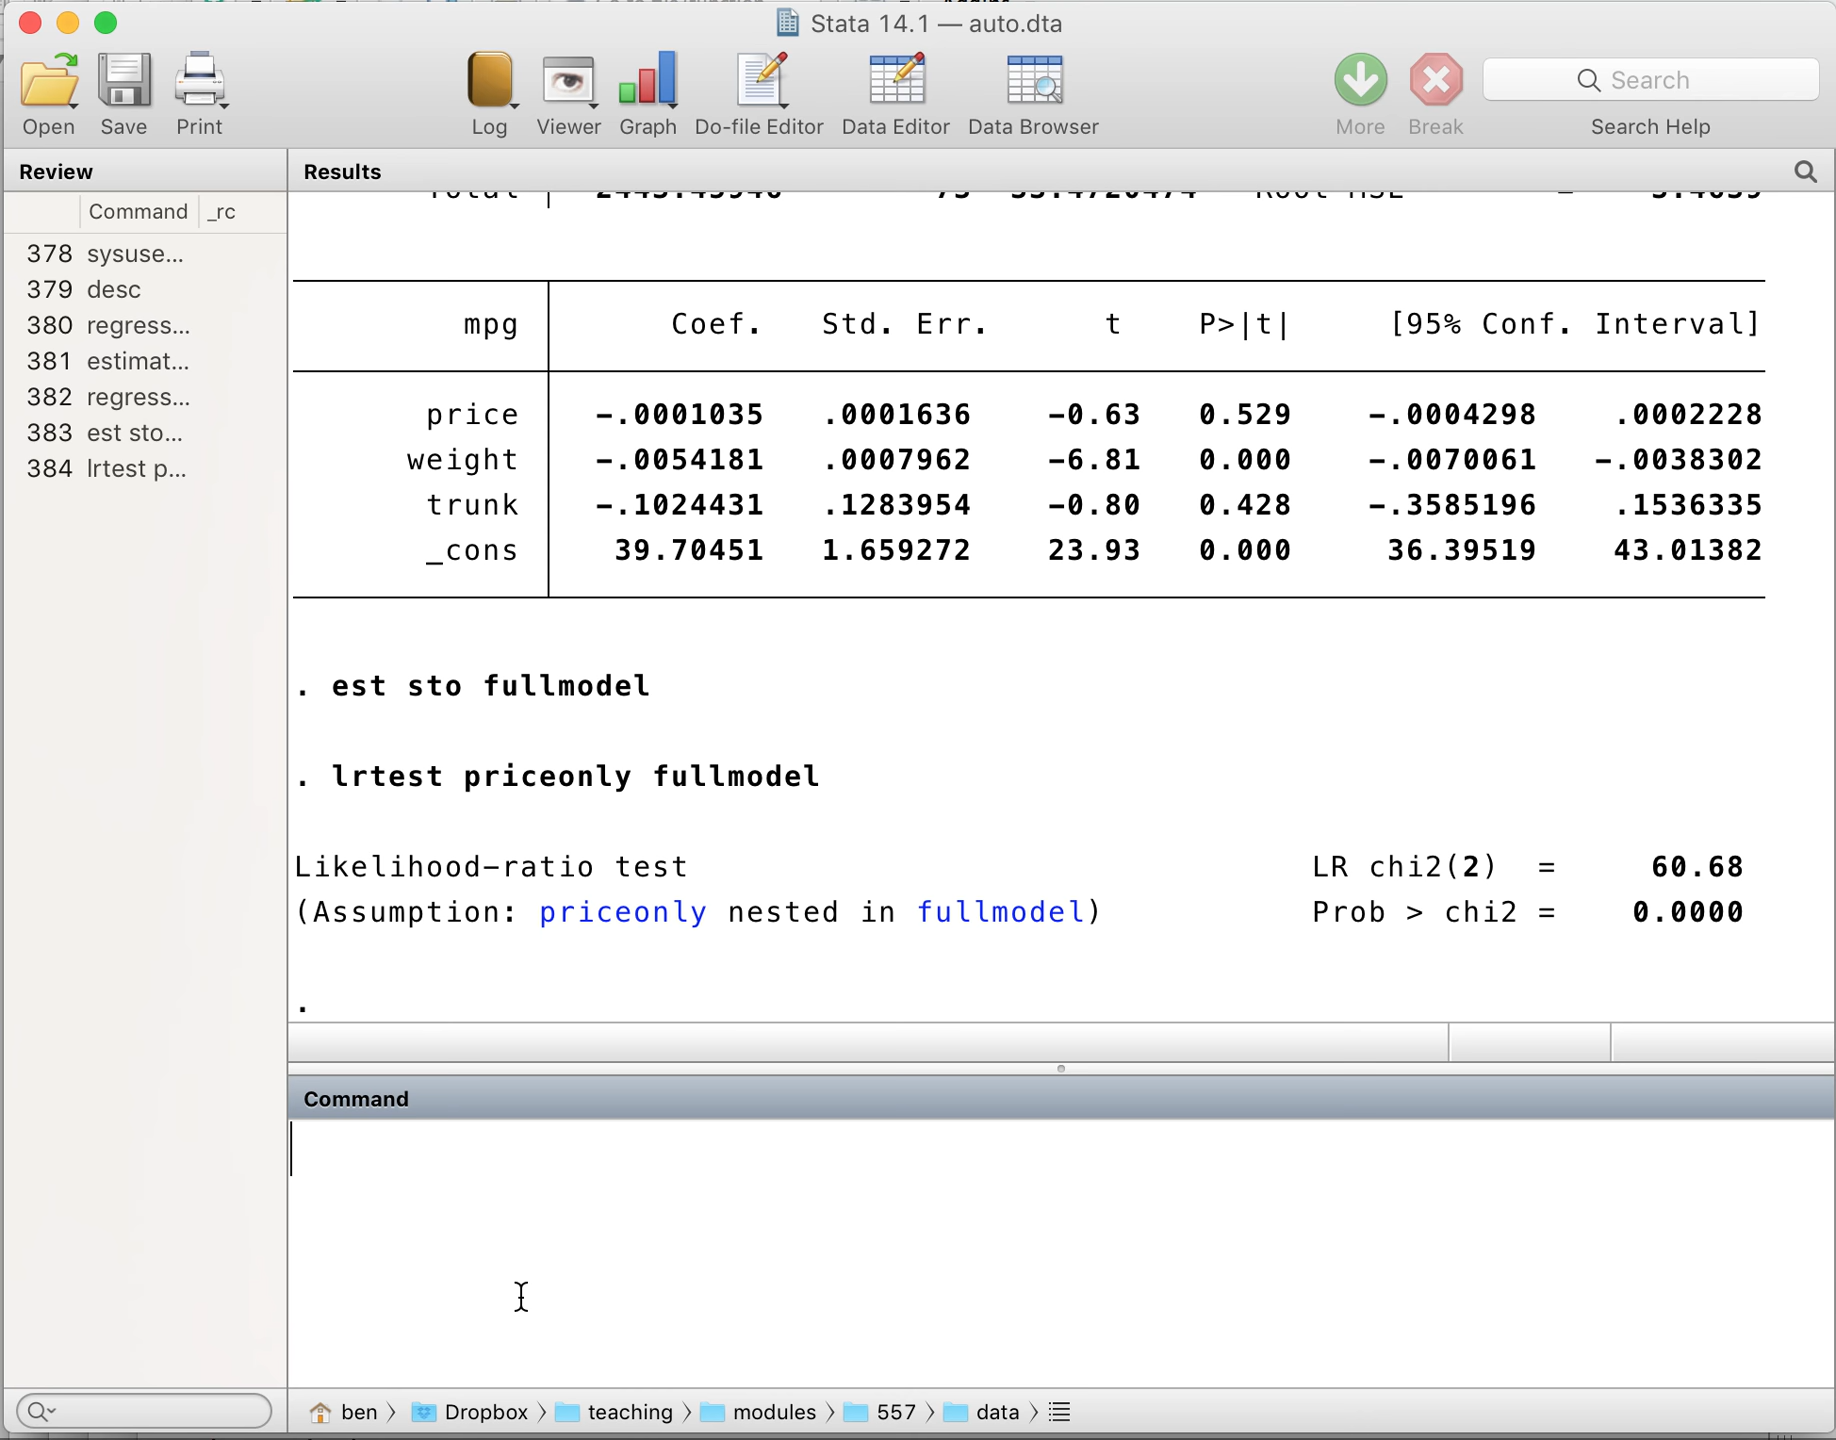 Stata 14.1 — auto.dta
Open Save Print Log Viewer Graph Do-file Editor Data Editor Data Browser More Break Search
Search Help
Review
Command _rc
378 sysuse...
379 desc
380 regress...
381 estimat...
382 regress...
383 est sto...
384 lrtest p...
Results
mpg | Coef. Std. Err. t P>|t| [95% Conf. Interval]
price | -.0001035 .0001636 -0.63 0.529 -.0004298 .0002228
weight | -.0054181 .0007962 -6.81 0.000 -.0070061 -.0038302
trunk | -.1024431 .1283954 -0.80 0.428 -.3585196 .1536335
_cons | 39.70451 1.659272 23.93 0.000 36.39519 43.01382
. est sto fullmodel
. lrtest priceonly fullmodel
Likelihood-ratio test LR chi2(2) = 60.68
(Assumption: priceonly nested in fullmodel) Prob > chi2 = 0.0000
.
Command
ben > Dropbox > teaching > modules > 557 > data >